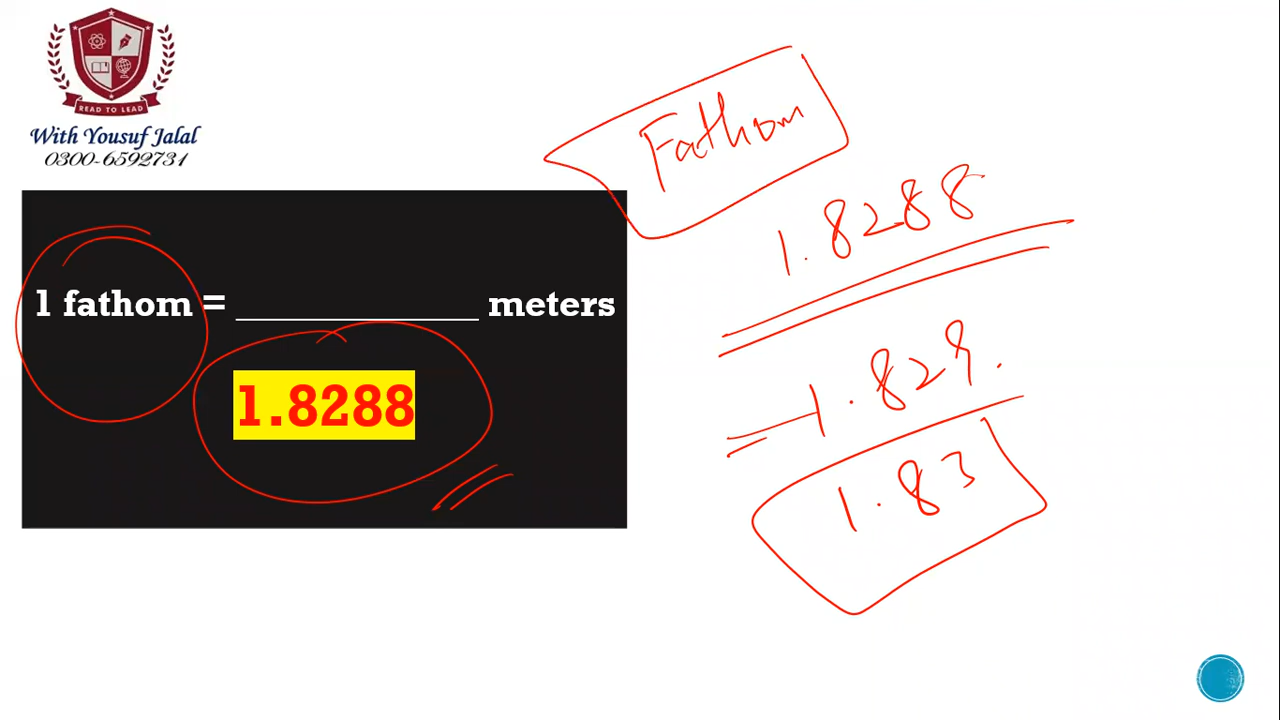 READ TO LEAD
With Yousuf Jalal
0300-6592731
1 fathom = ______________ meters
1.8288
Fathom
1.8288
= 1.829.
1.83